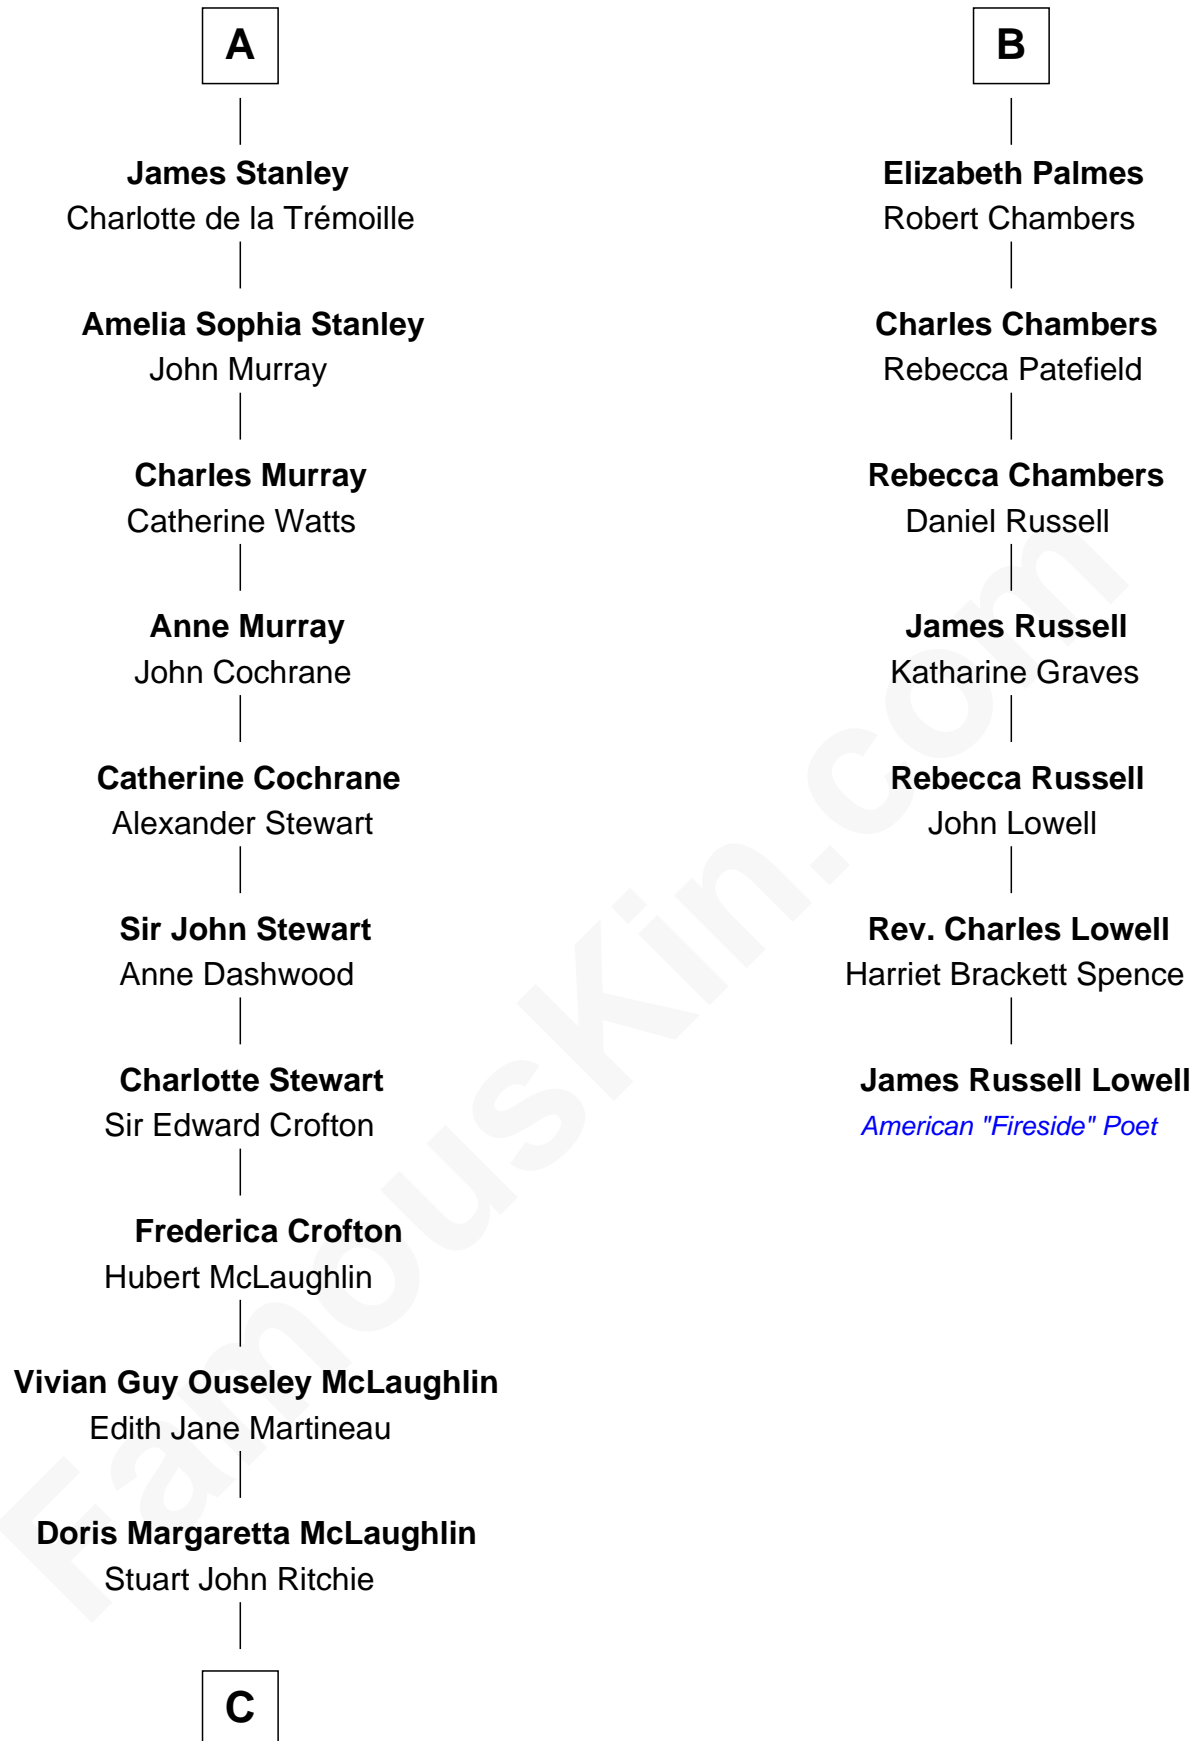 A
James Stanley
Charlotte de la Trémoille
Amelia Sophia Stanley
John Murray
Charles Murray
Catherine Watts
Anne Murray
John Cochrane
Catherine Cochrane
Alexander Stewart
Sir John Stewart
Anne Dashwood
Charlotte Stewart
Sir Edward Crofton
Frederica Crofton
Hubert McLaughlin
Vivian Guy Ouseley McLaughlin
Edith Jane Martineau
Doris Margaretta McLaughlin
Stuart John Ritchie
C
B
Elizabeth Palmes
Robert Chambers
Charles Chambers
Rebecca Patefield
Rebecca Chambers
Daniel Russell
James Russell
Katharine Graves
Rebecca Russell
John Lowell
Rev. Charles Lowell
Harriet Brackett Spence
James Russell Lowell
American "Fireside" Poet
FamousKin.com